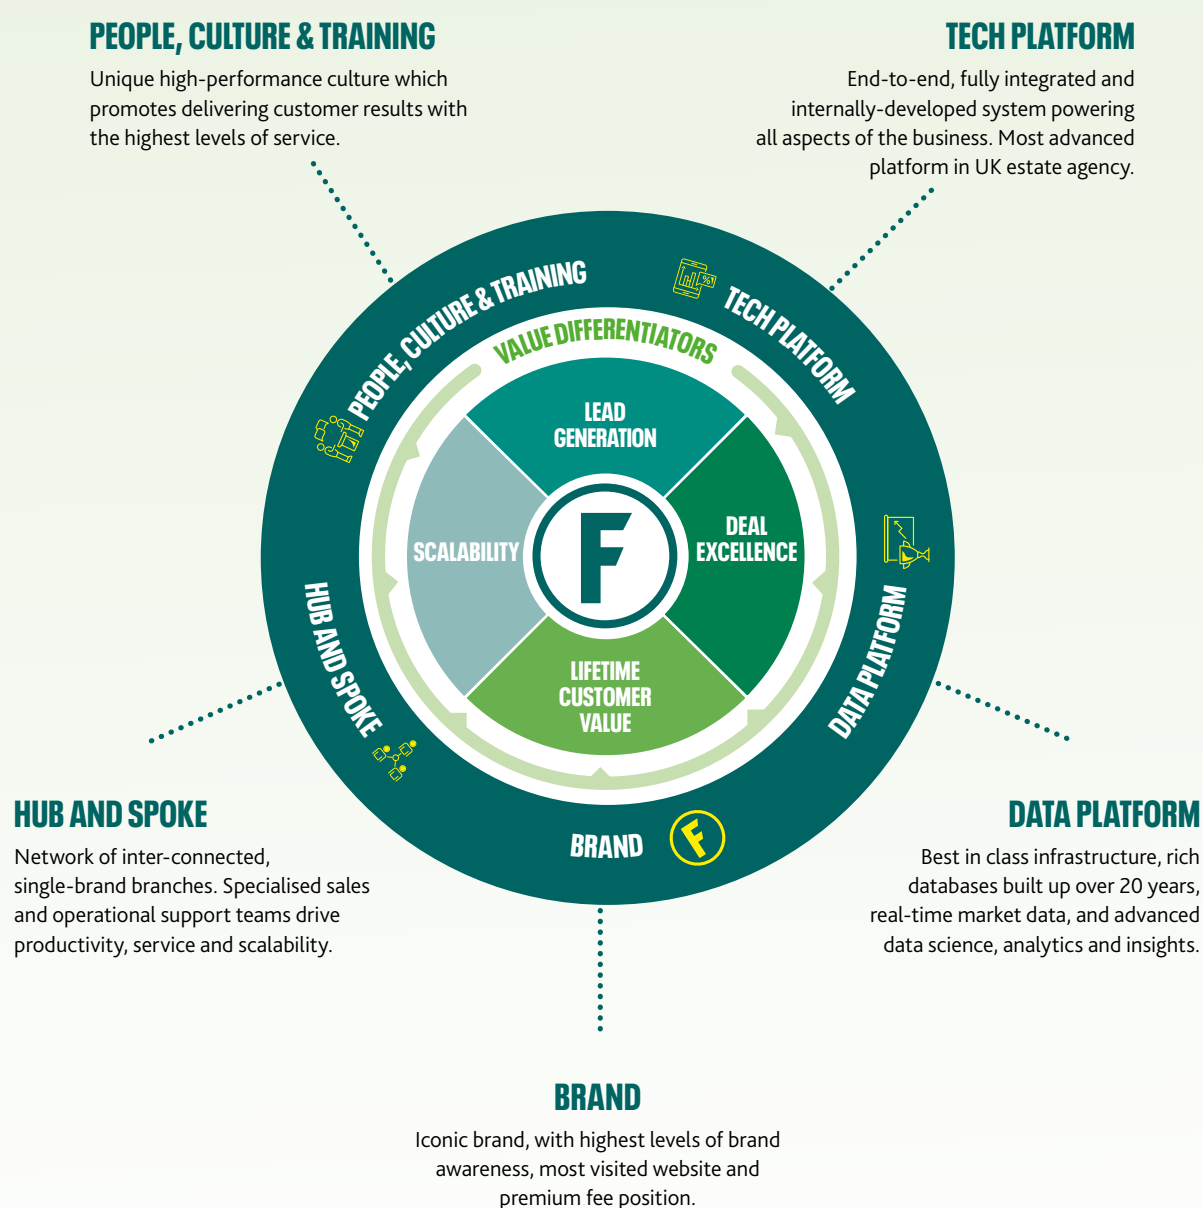 PEOPLE, CULTURE & TRAINING
Unique high-performance culture which
promotes delivering customer results with
the highest levels of service.
TECH PLATFORM
End-to-end, fully integrated and
internally-developed system powering
all aspects of the business. Most advanced
platform in UK estate agency.
PEOPLE, CULTURE & TRAINING
TECH PLATFORM
VALUE DIFFERENTIATORS
LEAD
GENERATION
SCALABILITY
F
DEAL
EXCELLENCE
LIFETIME
CUSTOMER
VALUE
HUB AND SPOKE
DATA PLATFORM
BRAND
F
HUB AND SPOKE
Network of inter-connected,
single-brand branches. Specialised sales
and operational support teams drive
productivity, service and scalability.
DATA PLATFORM
Best in class infrastructure, rich
databases built up over 20 years,
real-time market data, and advanced
data science, analytics and insights.
BRAND
Iconic brand, with highest levels of brand
awareness, most visited website and
premium fee position.